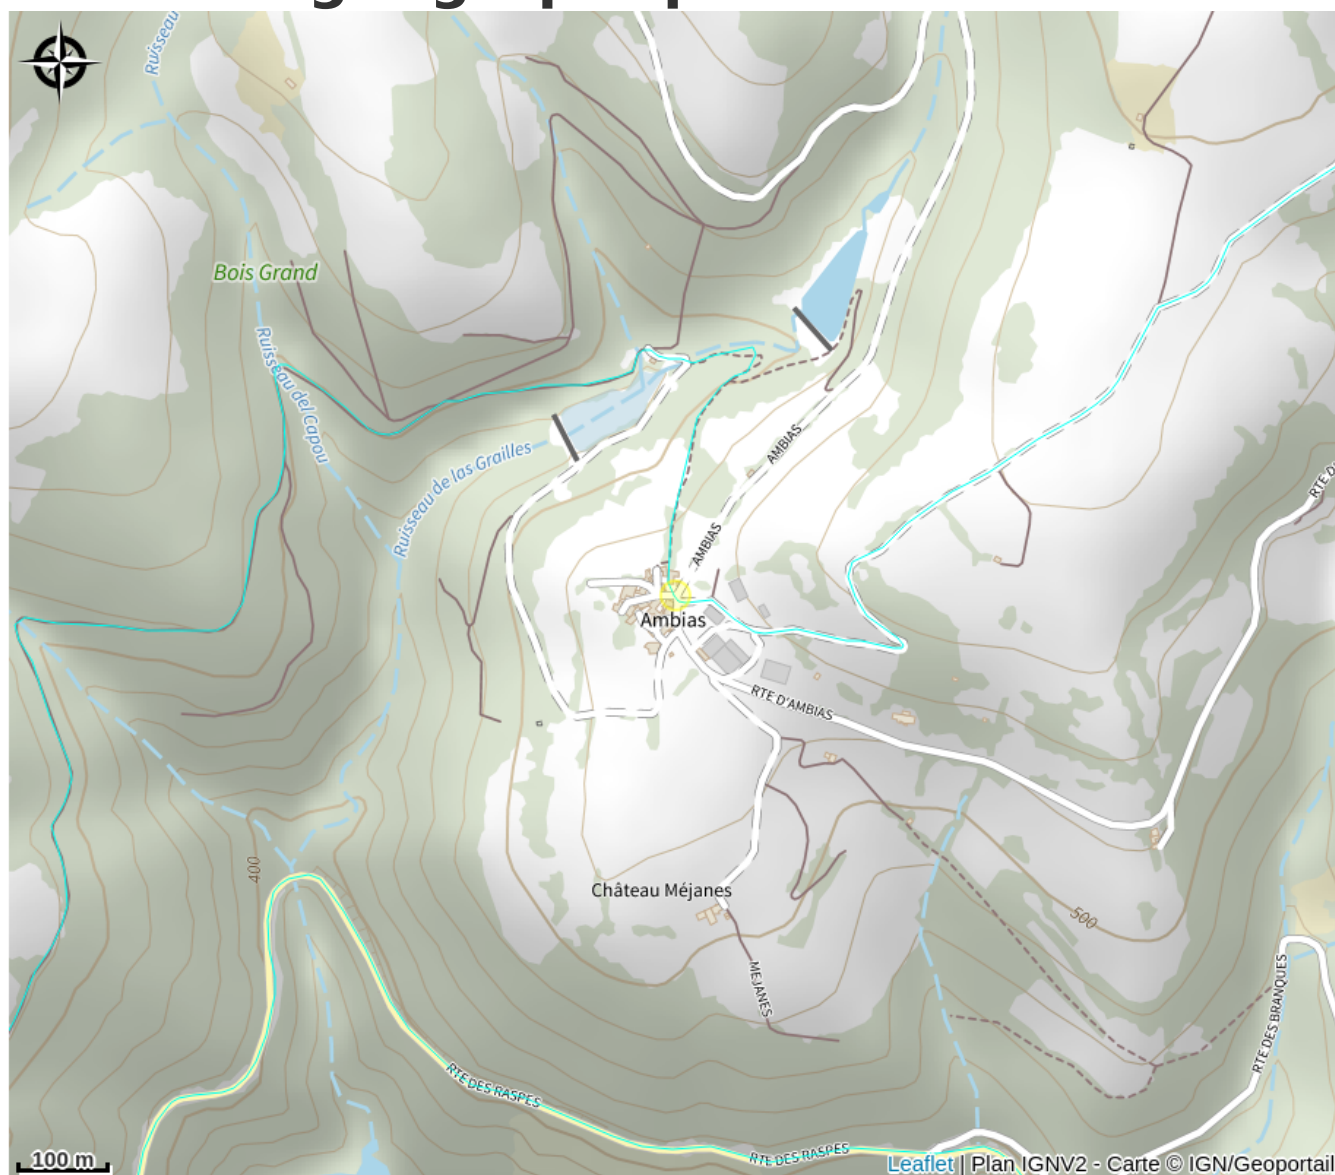 Ruisseau
Bois Grand
Ruisseau del Capou
Ruisseau de las Grailles
AMBIAS
AMBIAS
Ambias
RTE D'AMBIAS
400
Château Méjanes
500
MEJANES
RTE DES BRANQUES
RTE DES RASPES
RTE DES RASPES
100 m
Leaflet | Plan IGNV2 - Carte © IGN/Geoportail